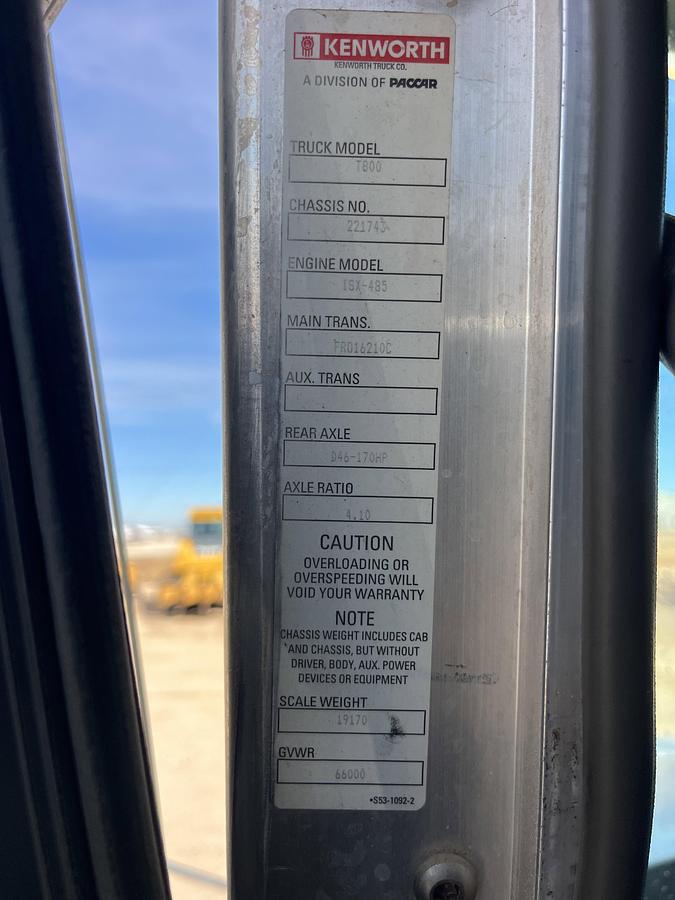 KENWORTH
KENWORTH TRUCK CO.
A DIVISION OF PACCAR
TRUCK MODEL
T800
CHASSIS NO.
221743
ENGINE MODEL
ISX-485
MAIN TRANS.
FRO16210C
AUX. TRANS
REAR AXLE
D46-170HP
AXLE RATIO
4.10
CAUTION
OVERLOADING OR
OVERSPEEDING WILL
VOID YOUR WARRANTY
NOTE
CHASSIS WEIGHT INCLUDES CAB
AND CHASSIS, BUT WITHOUT
DRIVER, BODY, AUX. POWER
DEVICES OR EQUIPMENT
SCALE WEIGHT
19170
GVWR
66000
•S53-1092-2